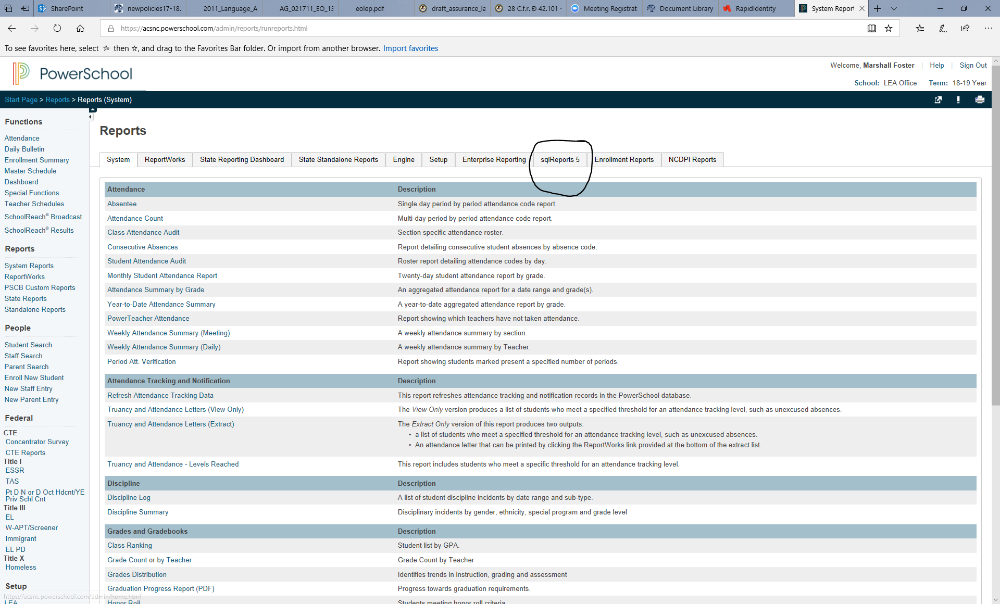 SharePoint
newpolicies17-18.
2011_Language_A
AG_021711_EO_13
eolep.pdf
draft_assurance_la
28 C.f.r. Ð 42.101 ·
Meeting Registrat
Document Library
RapidIdentity
System Report
https://acsnc.powerschool.com/admin/reports/runreports.html
To see favorites here, select then ☆, and drag to the Favorites Bar folder. Or import from another browser. Import favorites
PowerSchool
Welcome, Marshall Foster | Help | Sign Out
School: LEA Office Term: 18-19 Year
Start Page > Reports > Reports (System)
Functions
Attendance
Daily Bulletin
Enrollment Summary
Master Schedule
Dashboard
Special Functions
Teacher Schedules
SchoolReach® Broadcast
SchoolReach® Results
Reports
System Reports
ReportWorks
PSCB Custom Reports
State Reports
Standalone Reports
People
Student Search
Staff Search
Parent Search
Enroll New Student
New Staff Entry
New Parent Entry
Federal
CTE
Concentrator Survey
CTE Reports
Title I
ESSR
TAS
Pt D N or D Oct Hdcnt/YE
Priv Schl Cnt
Title III
EL
W-APT/Screener
Immigrant
EL PD
Title X
Homeless
Setup
https://acsnc.powerschool.com/admin/home.html
LEA
Reports
System
ReportWorks
State Reporting Dashboard
State Standalone Reports
Engine
Setup
Enterprise Reporting
sqlReports 5
Enrollment Reports
NCDPI Reports
Attendance Description
Absentee Single day period by period attendance code report.
Attendance Count Multi-day period by period attendance code report.
Class Attendance Audit Section specific attendance roster.
Consecutive Absences Report detailing consecutive student absences by absence code.
Student Attendance Audit Roster report detailing attendance codes by day.
Monthly Student Attendance Report Twenty-day student attendance report by grade.
Attendance Summary by Grade An aggregated attendance report for a date range and grade(s).
Year-to-Date Attendance Summary A year-to-date aggregated attendance report by grade.
PowerTeacher Attendance Report showing which teachers have not taken attendance.
Weekly Attendance Summary (Meeting) A weekly attendance summary by section.
Weekly Attendance Summary (Daily) A weekly attendance summary by Teacher.
Period Att. Verification Report showing students marked present a specified number of periods.
Attendance Tracking and Notification Description
Refresh Attendance Tracking Data This report refreshes attendance tracking and notification records in the PowerSchool database.
Truancy and Attendance Letters (View Only) The View Only version produces a list of students who meet a specified threshold for an attendance tracking level, such as unexcused absences.
Truancy and Attendance Letters (Extract) The Extract Only version of this report produces two outputs:
• a list of students who meet a specified threshold for an attendance tracking level, such as unexcused absences.
• An attendance letter that can be printed by clicking the ReportWorks link provided at the bottom of the extract list.
Truancy and Attendance - Levels Reached This report includes students who meet a specific threshold for an attendance tracking level.
Discipline Description
Discipline Log A list of student discipline incidents by date range and sub-type.
Discipline Summary Disciplinary incidents by gender, ethnicity, special program and grade level
Grades and Gradebooks Description
Class Ranking Student list by GPA.
Grade Count or by Teacher Grade Count by Teacher
Grades Distribution Identifies trends in instruction, grading and assessment
Graduation Progress Report (PDF) Progress towards graduation requirements.
Honor Roll Students meeting honor roll criteria